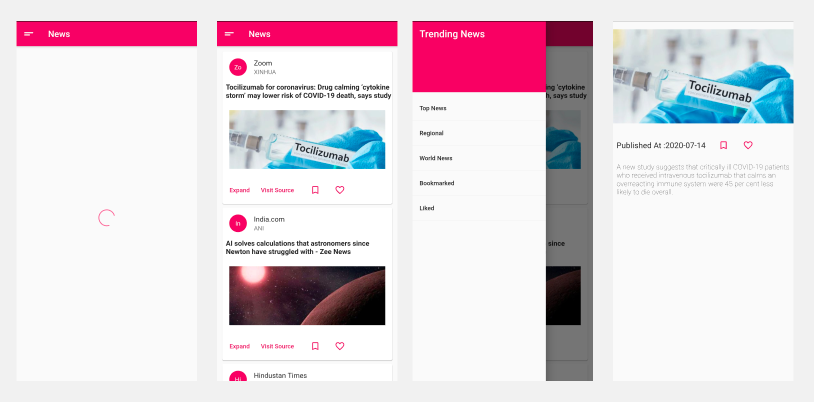 News
News
Zo
Zoom
XINHUA
Tocilizumab for coronavirus: Drug calming 'cytokine
storm' may lower risk of COVID-19 death, says study
Tocilizumab
Expand Visit Source
In
India.com
ANI
AI solves calculations that astronomers since
Newton have struggled with - Zee News
Expand Visit Source
Hi
Hindustan Times
Trending News
Top News
Regional
World News
Bookmarked
Liked
ng 'cytokine
h, says study
since
Tocilizumab
Published At :2020-07-14
A new study suggests that critically ill COVID-19 patients
who received intravenous tocilizumab that calms an
overreacting immune system were 45 per cent less
likely to die overall.